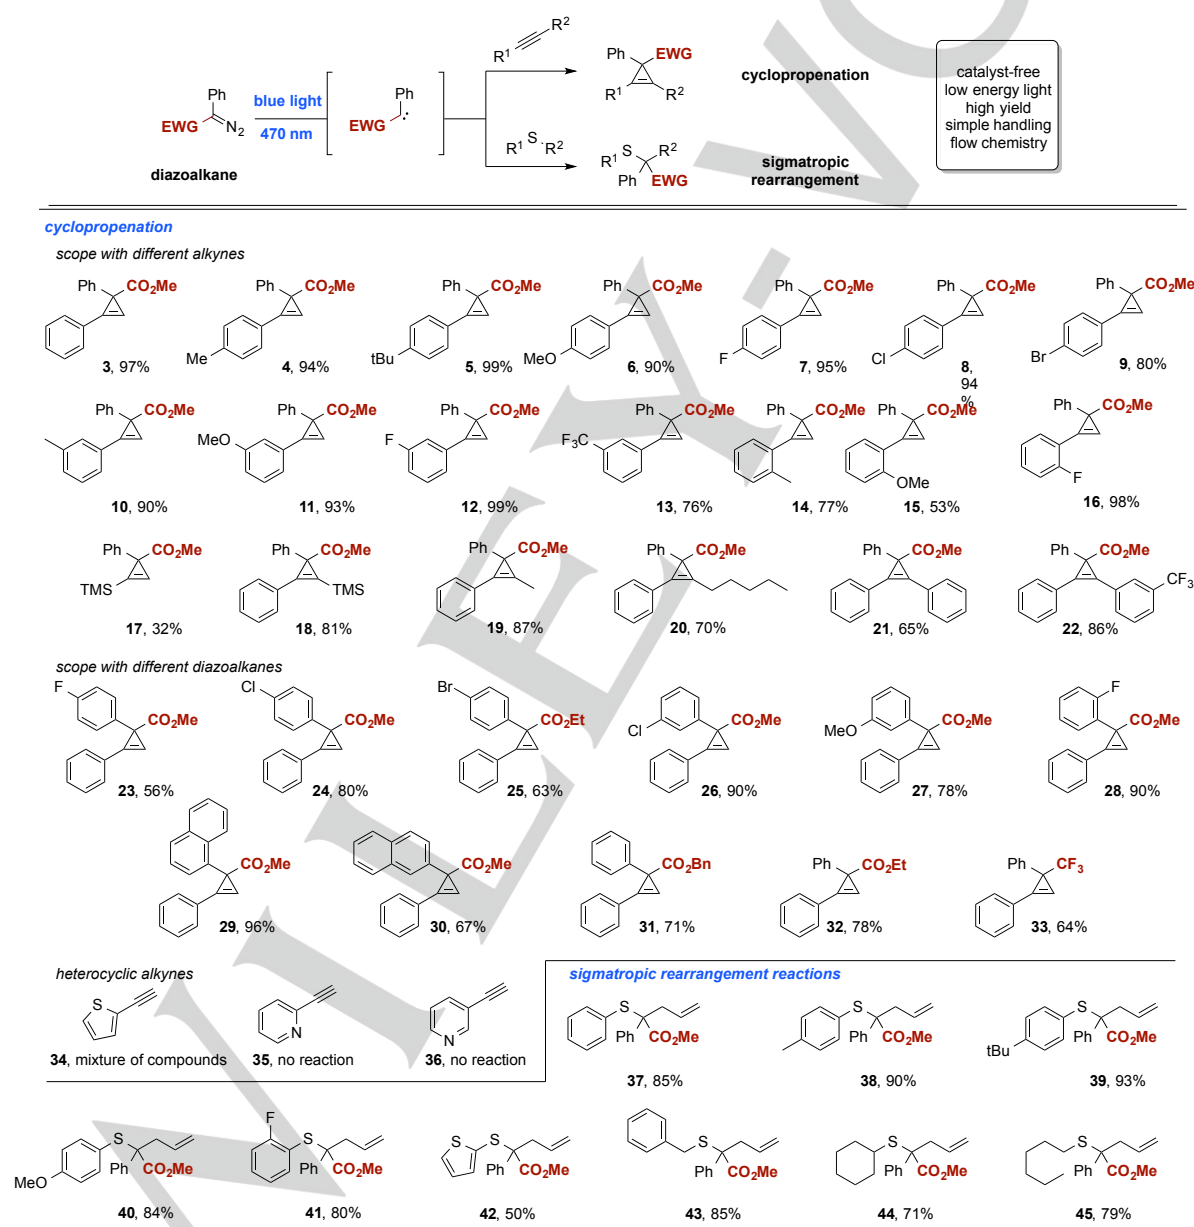 R1 R2
Ph EWG
R1 R2
cyclopropenation
Ph
EWG N2
diazoalkane
blue light
470 nm
Ph
EWG :
R1 S R2
R1 S R2
Ph EWG
sigmatropic
rearrangement
catalyst-free
low energy light
high yield
simple handling
flow chemistry
cyclopropenation
scope with different alkynes
Ph CO2Me
3, 97%
Ph CO2Me
Me
4, 94%
Ph CO2Me
tBu
5, 99%
Ph CO2Me
MeO
6, 90%
Ph CO2Me
F
7, 95%
Ph CO2Me
Cl
8,
94
%
Ph CO2Me
Br
9, 80%
Ph CO2Me
10, 90%
Ph CO2Me
MeO
11, 93%
Ph CO2Me
F
12, 99%
Ph CO2Me
F3C
13, 76%
Ph CO2Me
14, 77%
Ph CO2Me
OMe
15, 53%
Ph CO2Me
F
16, 98%
Ph CO2Me
TMS
17, 32%
Ph CO2Me
TMS
18, 81%
Ph CO2Me
19, 87%
Ph CO2Me
20, 70%
Ph CO2Me
21, 65%
Ph CO2Me
CF3
22, 86%
scope with different diazoalkanes
F
CO2Me
23, 56%
Cl
CO2Me
24, 80%
Br
CO2Et
25, 63%
Cl
CO2Me
26, 90%
MeO
CO2Me
27, 78%
F
CO2Me
28, 90%
CO2Me
29, 96%
CO2Me
30, 67%
CO2Bn
31, 71%
Ph CO2Et
32, 78%
Ph CF3
33, 64%
heterocyclic alkynes
S
34, mixture of compounds
N
35, no reaction
N
36, no reaction
sigmatropic rearrangement reactions
S
Ph CO2Me
37, 85%
S
Ph CO2Me
38, 90%
S
tBu
Ph CO2Me
39, 93%
S
MeO
Ph CO2Me
40, 84%
F
S
Ph CO2Me
41, 80%
S S
Ph CO2Me
42, 50%
S
Ph CO2Me
43, 85%
S
Ph CO2Me
44, 71%
S
Ph CO2Me
45, 79%